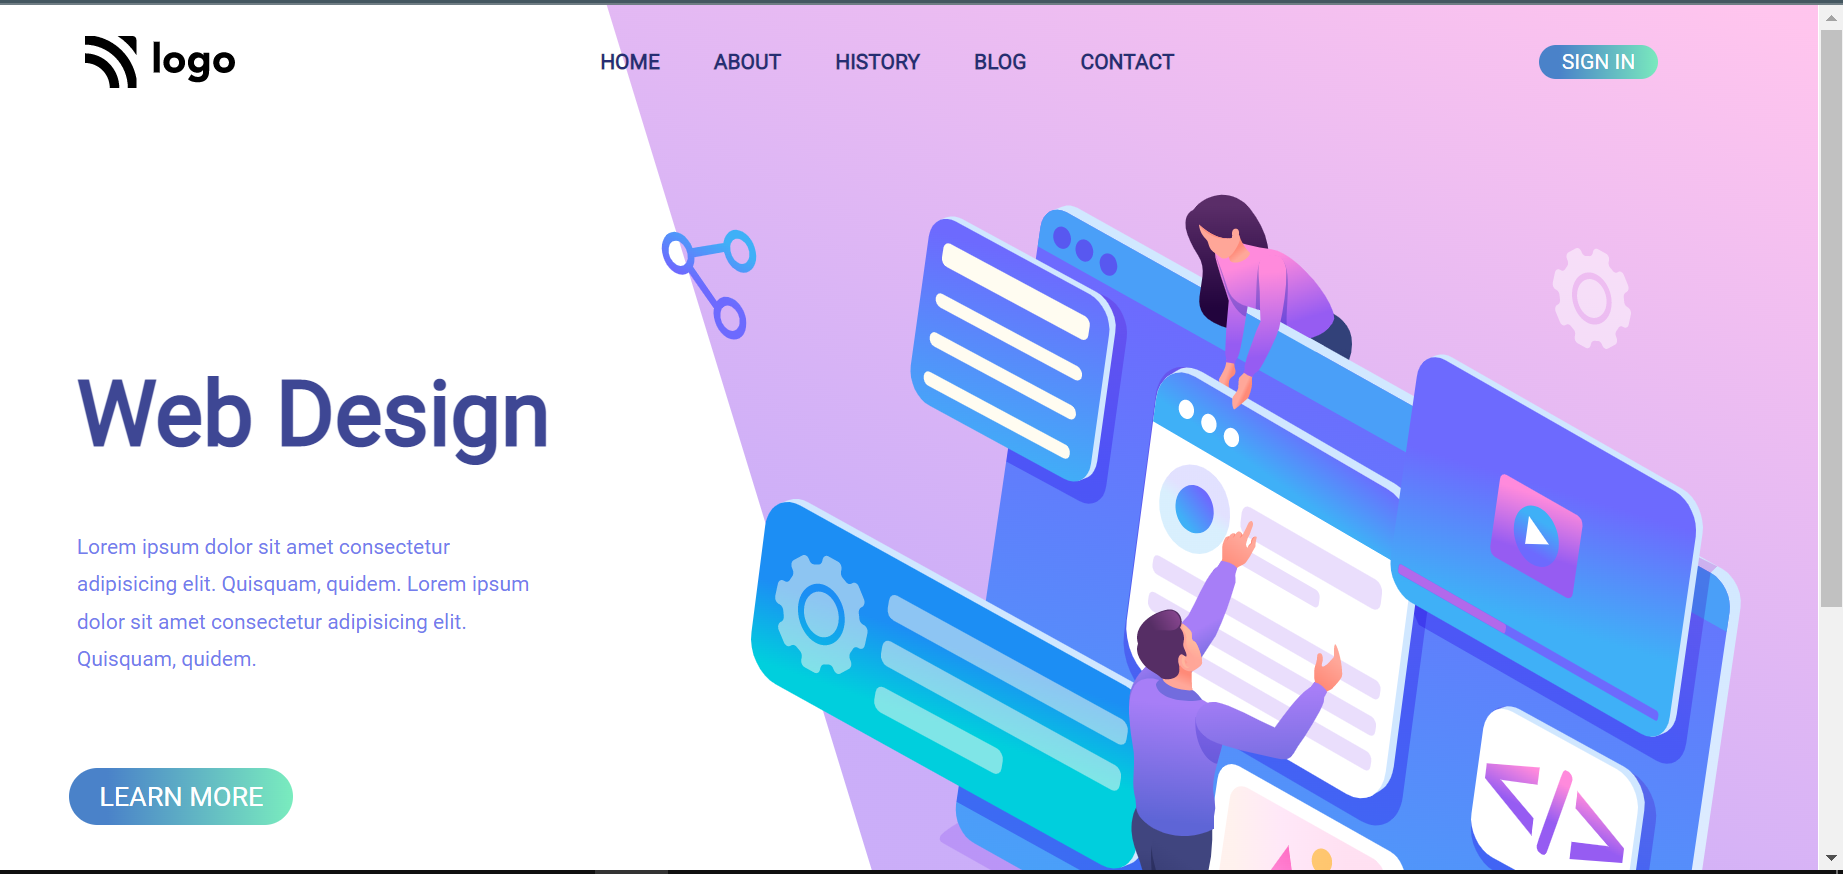 logo
HOME ABOUT HISTORY BLOG CONTACT
SIGN IN
Web Design
Lorem ipsum dolor sit amet consectetur
adipisicing elit. Quisquam, quidem. Lorem ipsum
dolor sit amet consectetur adipisicing elit.
Quisquam, quidem.
LEARN MORE